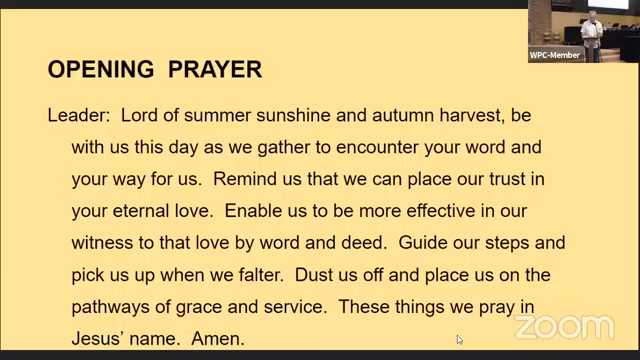 WPC-Member
OPENING PRAYER
Leader: Lord of summer sunshine and autumn harvest, be
with us this day as we gather to encounter your word and
your way for us. Remind us that we can place our trust in
your eternal love. Enable us to be more effective in our
witness to that love by word and deed. Guide our steps and
pick us up when we falter. Dust us off and place us on the
pathways of grace and service. These things we pray in
Jesus' name. Amen.
zoom